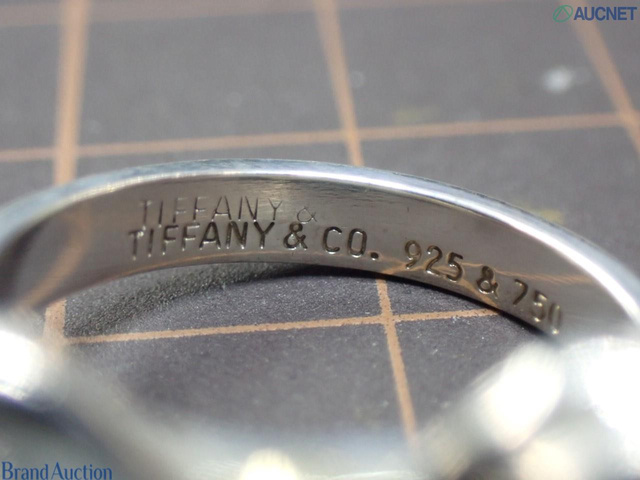 AUCNET
TIFFANY &
TIFFANY & CO. 925 & 750
Brand Auction